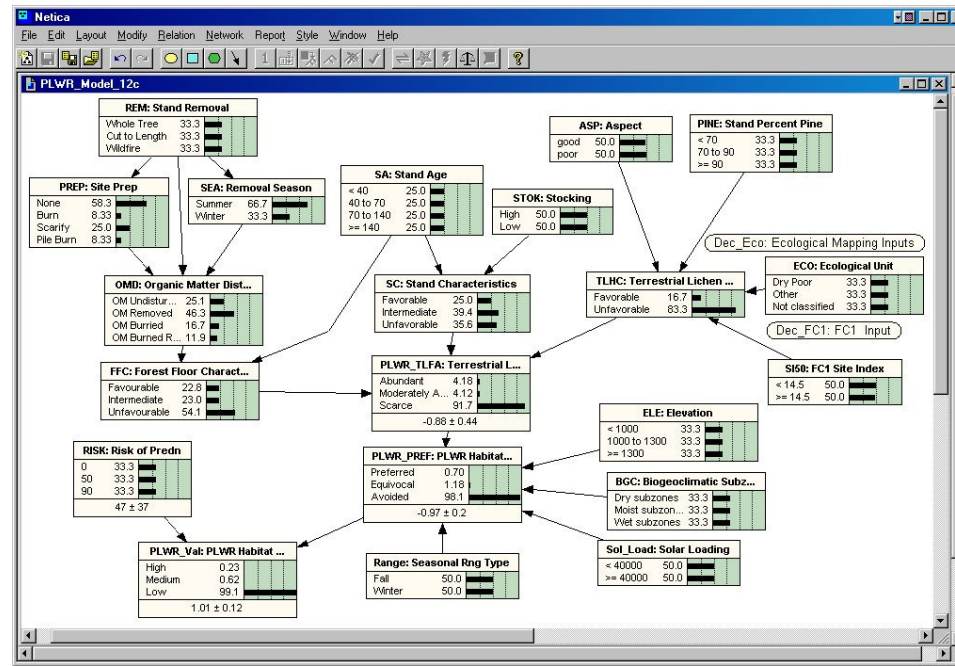 Netica
File Edit Layout Modify Relation Network Report Style Window Help
PLWR_Model_12c
REM: Stand Removal
Whole Tree 33.3
Cut to Length 33.3
Wildfire 33.3
ASP: Aspect
good 50.0
poor 50.0
PINE: Stand Percent Pine
< 70 33.3
70 to 90 33.3
>= 90 33.3
PREP: Site Prep
None 58.3
Burn 8.33
Scarify 25.0
Pile Burn 8.33
SEA: Removal Season
Summer 66.7
Winter 33.3
SA: Stand Age
< 40 25.0
40 to 70 25.0
70 to 140 25.0
>= 140 25.0
STOK: Stocking
High 50.0
Low 50.0
Dec_Eco: Ecological Mapping Inputs
OMD: Organic Matter Dist...
OM Undistur... 25.1
OM Removed 46.3
OM Burried 16.7
OM Burned R... 11.9
SC: Stand Characteristics
Favorable 25.0
Intermediate 39.4
Unfavorable 35.6
TLHC: Terrestrial Lichen ...
Favorable 16.7
Unfavorable 83.3
ECO: Ecological Unit
Dry Poor 33.3
Other 33.3
Not classified 33.3
Dec_FC1: FC1 Input
FFC: Forest Floor Charact...
Favourable 22.8
Intermediate 23.0
Unfavourable 54.1
PLWR_TLFA: Terrestrial L...
Abundant 4.18
Moderately A... 4.12
Scarce 91.7
-0.88 ± 0.44
SI50: FC1 Site Index
< 14.5 50.0
>= 14.5 50.0
ELE: Elevation
< 1000 33.3
1000 to 1300 33.3
>= 1300 33.3
RISK: Risk of Predn
0 33.3
50 33.3
90 33.3
47 ± 37
PLWR_PREF: PLWR Habitat...
Preferred 0.70
Equivocal 1.18
Avoided 98.1
-0.97 ± 0.2
BGC: Biogeoclimatic Subz...
Dry subzones 33.3
Moist subzon... 33.3
Wet subzones 33.3
PLWR_Val: PLWR Habitat ...
High 0.23
Medium 0.62
Low 99.1
1.01 ± 0.12
Range: Seasonal Rng Type
Fall 50.0
Winter 50.0
Sol_Load: Solar Loading
< 40000 50.0
>= 40000 50.0